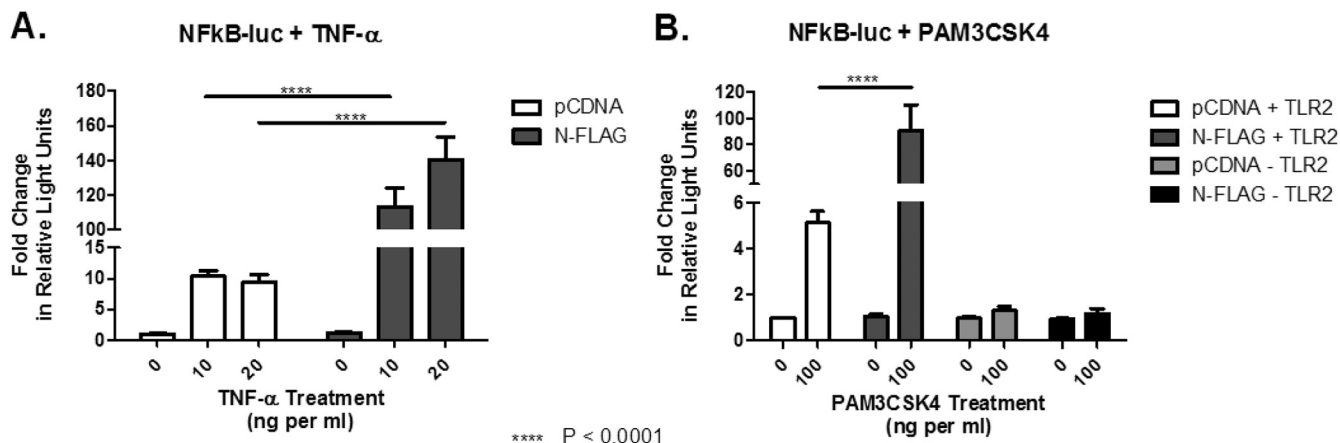 A.
NFkB-luc + TNF-α
Fold Change
in Relative Light Units
180
160
140
120
100
15
10
5
0
****
****
0
10
20
0
10
20
TNF-α Treatment
(ng per ml)
pCDNA
N-FLAG
**** P < 0.0001
B.
NFkB-luc + PAM3CSK4
Fold Change
in Relative Light Units
120
100
80
60
40
20
6
4
2
0
****
0
100
0
100
0
100
0
100
PAM3CSK4 Treatment
(ng per ml)
pCDNA + TLR2
N-FLAG + TLR2
pCDNA - TLR2
N-FLAG - TLR2